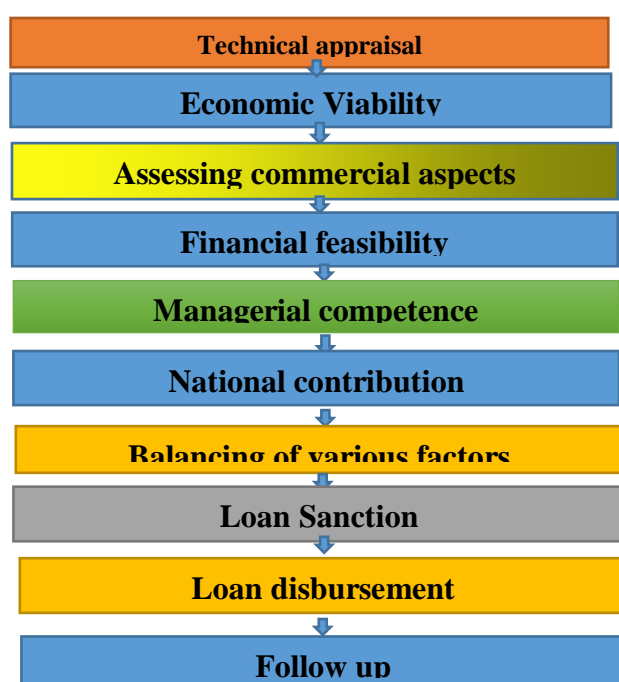 Technical appraisal
Economic Viability
Assessing commercial aspects
Financial feasibility
Managerial competence
National contribution
Balancing of various factors
Loan Sanction
Loan disbursement
Follow up